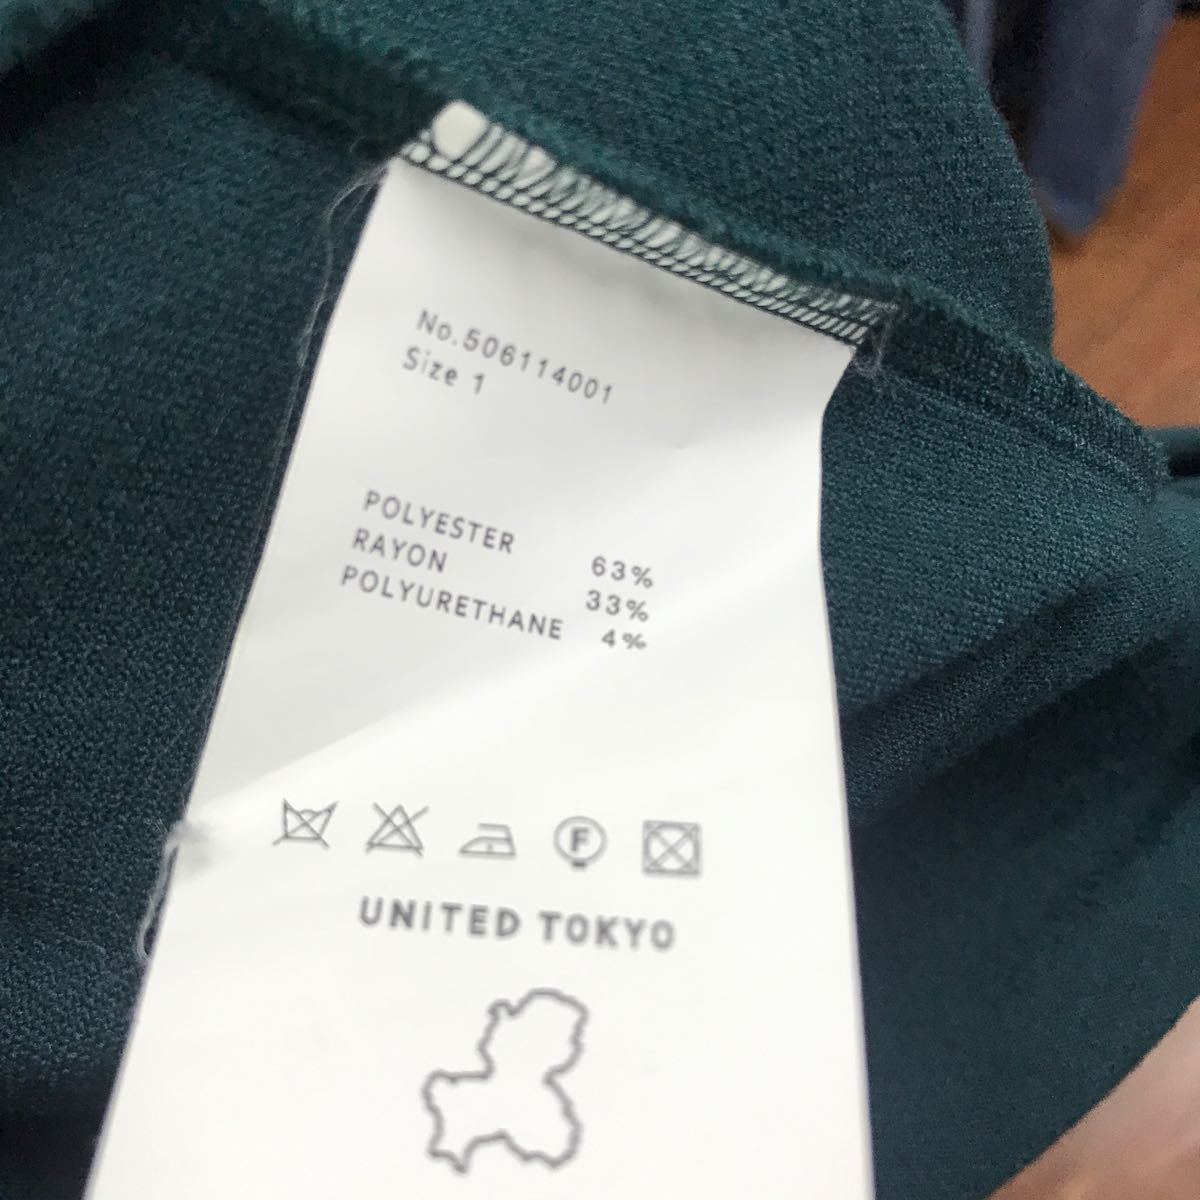 No.506114001
Size 1
POLYESTER 63%
RAYON 33%
POLYURETHANE 4%
F
UNITED TOKYO